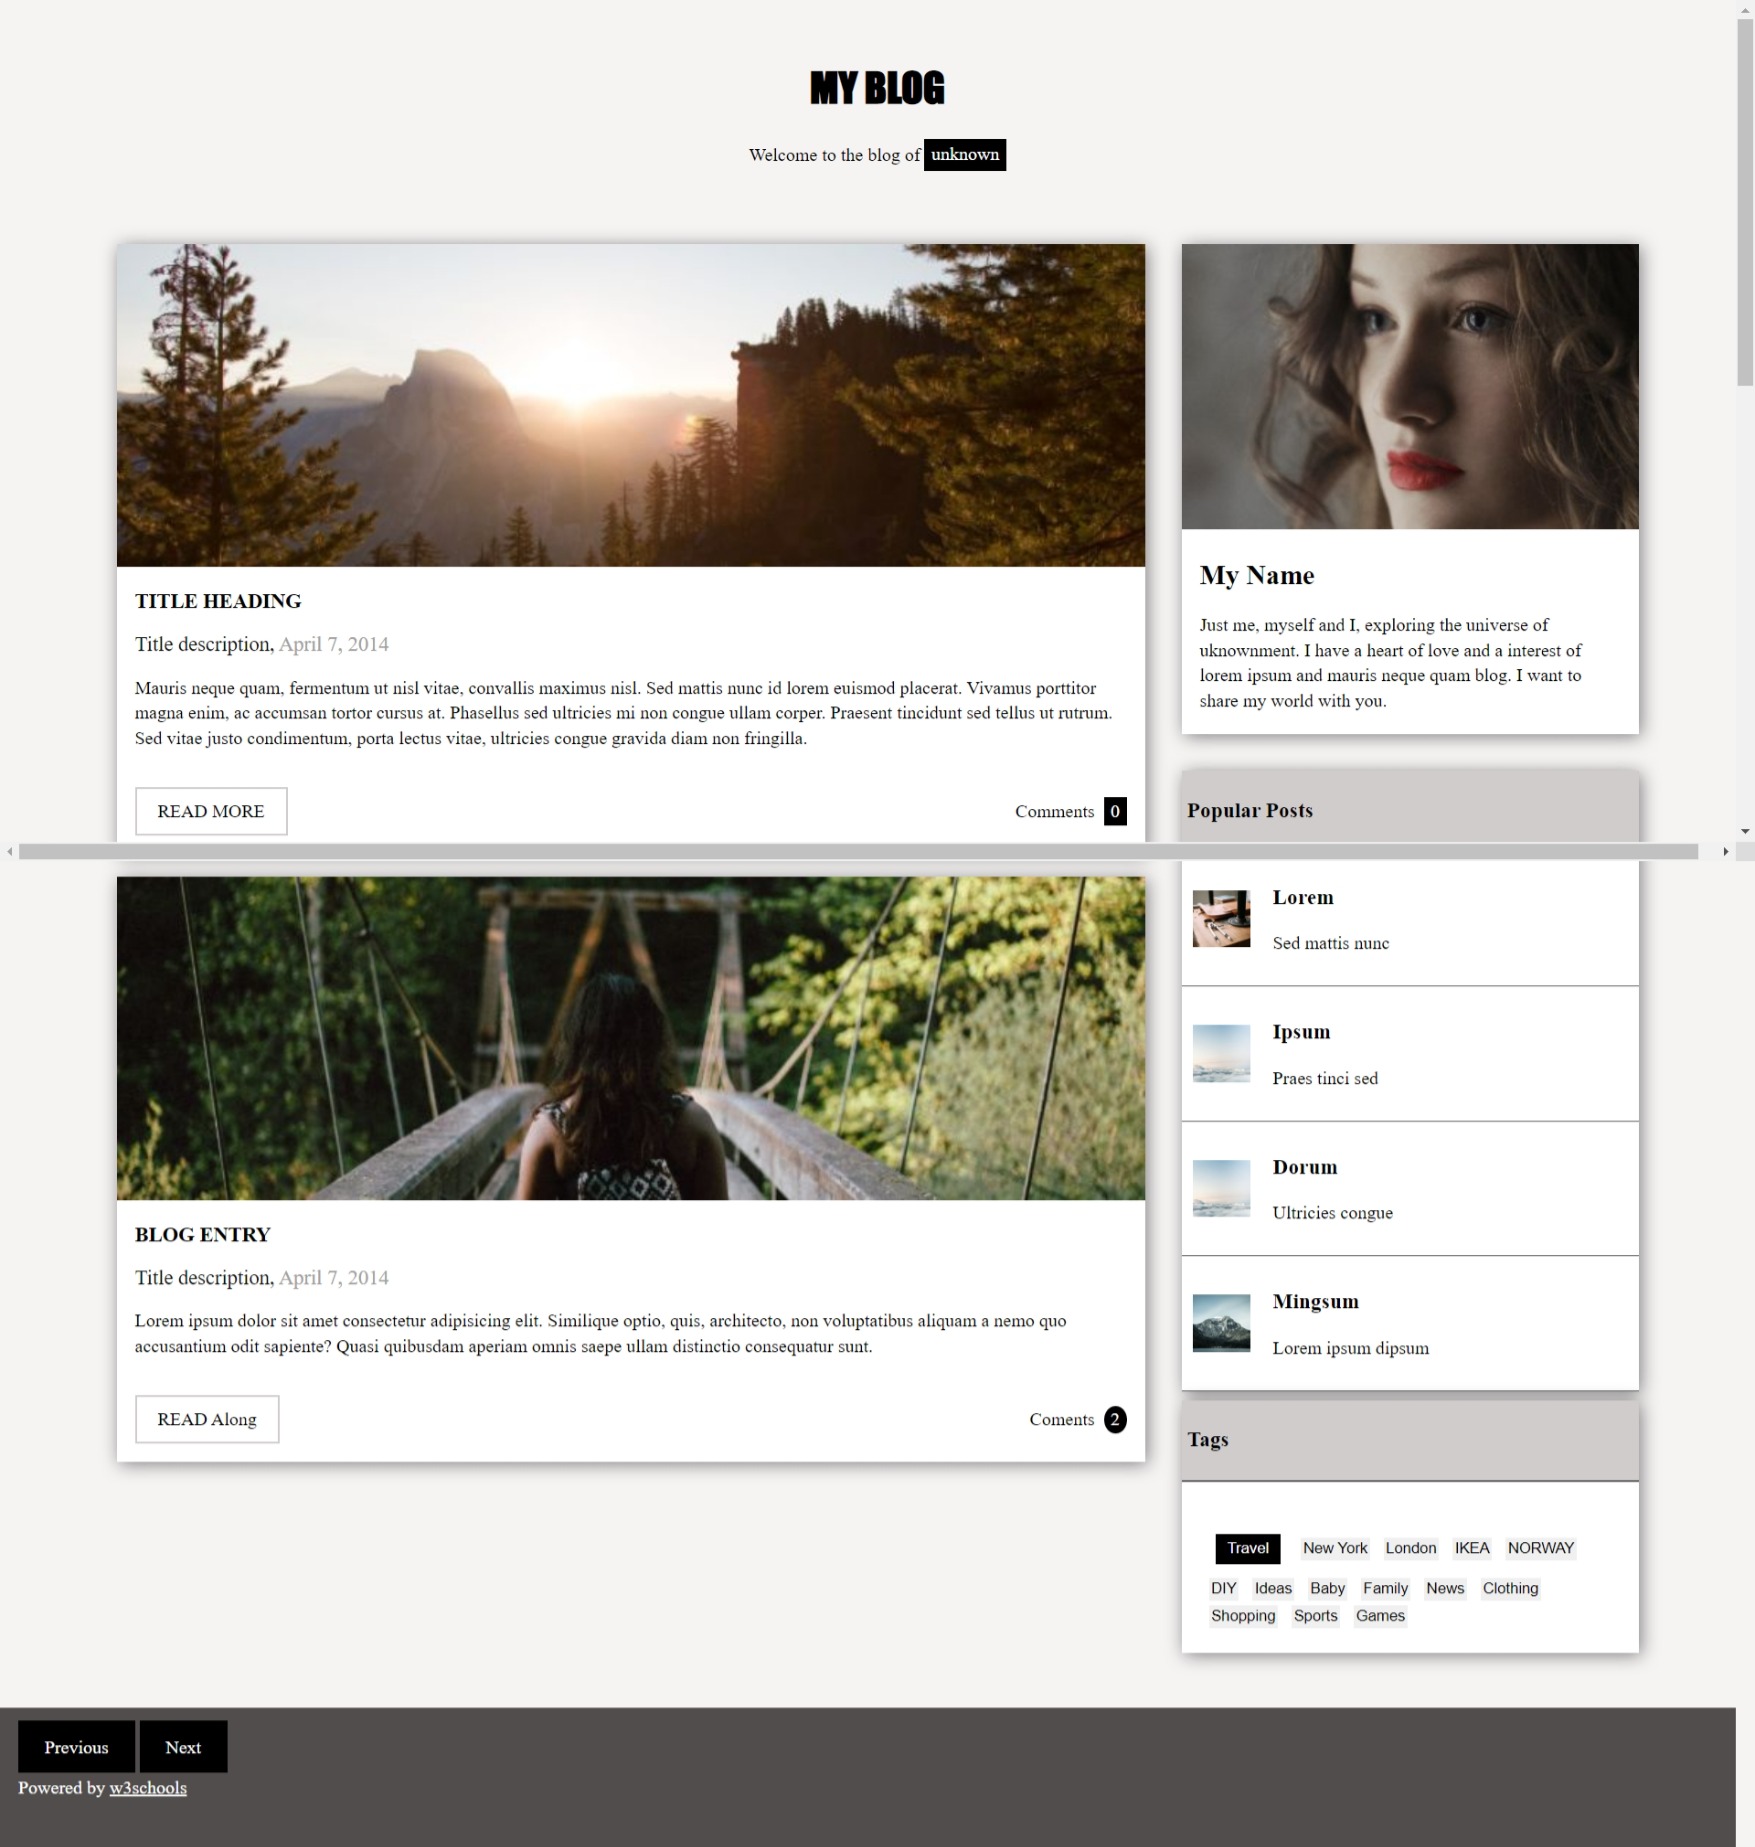 MY BLOG
Welcome to the blog of unknown
TITLE HEADING
Title description, April 7, 2014
Mauris neque quam, fermentum ut nisl vitae, convallis maximus nisl. Sed mattis nunc id lorem euismod placerat. Vivamus porttitor
magna enim, ac accumsan tortor cursus at. Phasellus sed ultricies mi non congue ullam corper. Praesent tincidunt sed tellus ut rutrum.
Sed vitae justo condimentum, porta lectus vitae, ultricies congue gravida diam non fringilla.
READ MORE
Comments 0
BLOG ENTRY
Title description, April 7, 2014
Lorem ipsum dolor sit amet consectetur adipisicing elit. Similique optio, quis, architecto, non voluptatibus aliquam a nemo quo
accusantium odit sapiente? Quasi quibusdam aperiam omnis saepe ullam distinctio consequatur sunt.
READ Along
Coments 2
My Name
Just me, myself and I, exploring the universe of
uknownment. I have a heart of love and a interest of
lorem ipsum and mauris neque quam blog. I want to
share my world with you.
Popular Posts
Lorem
Sed mattis nunc
Ipsum
Praes tinci sed
Dorum
Ultricies congue
Mingsum
Lorem ipsum dipsum
Tags
Travel New York London IKEA NORWAY
DIY Ideas Baby Family News Clothing
Shopping Sports Games
Previous Next
Powered by w3schools